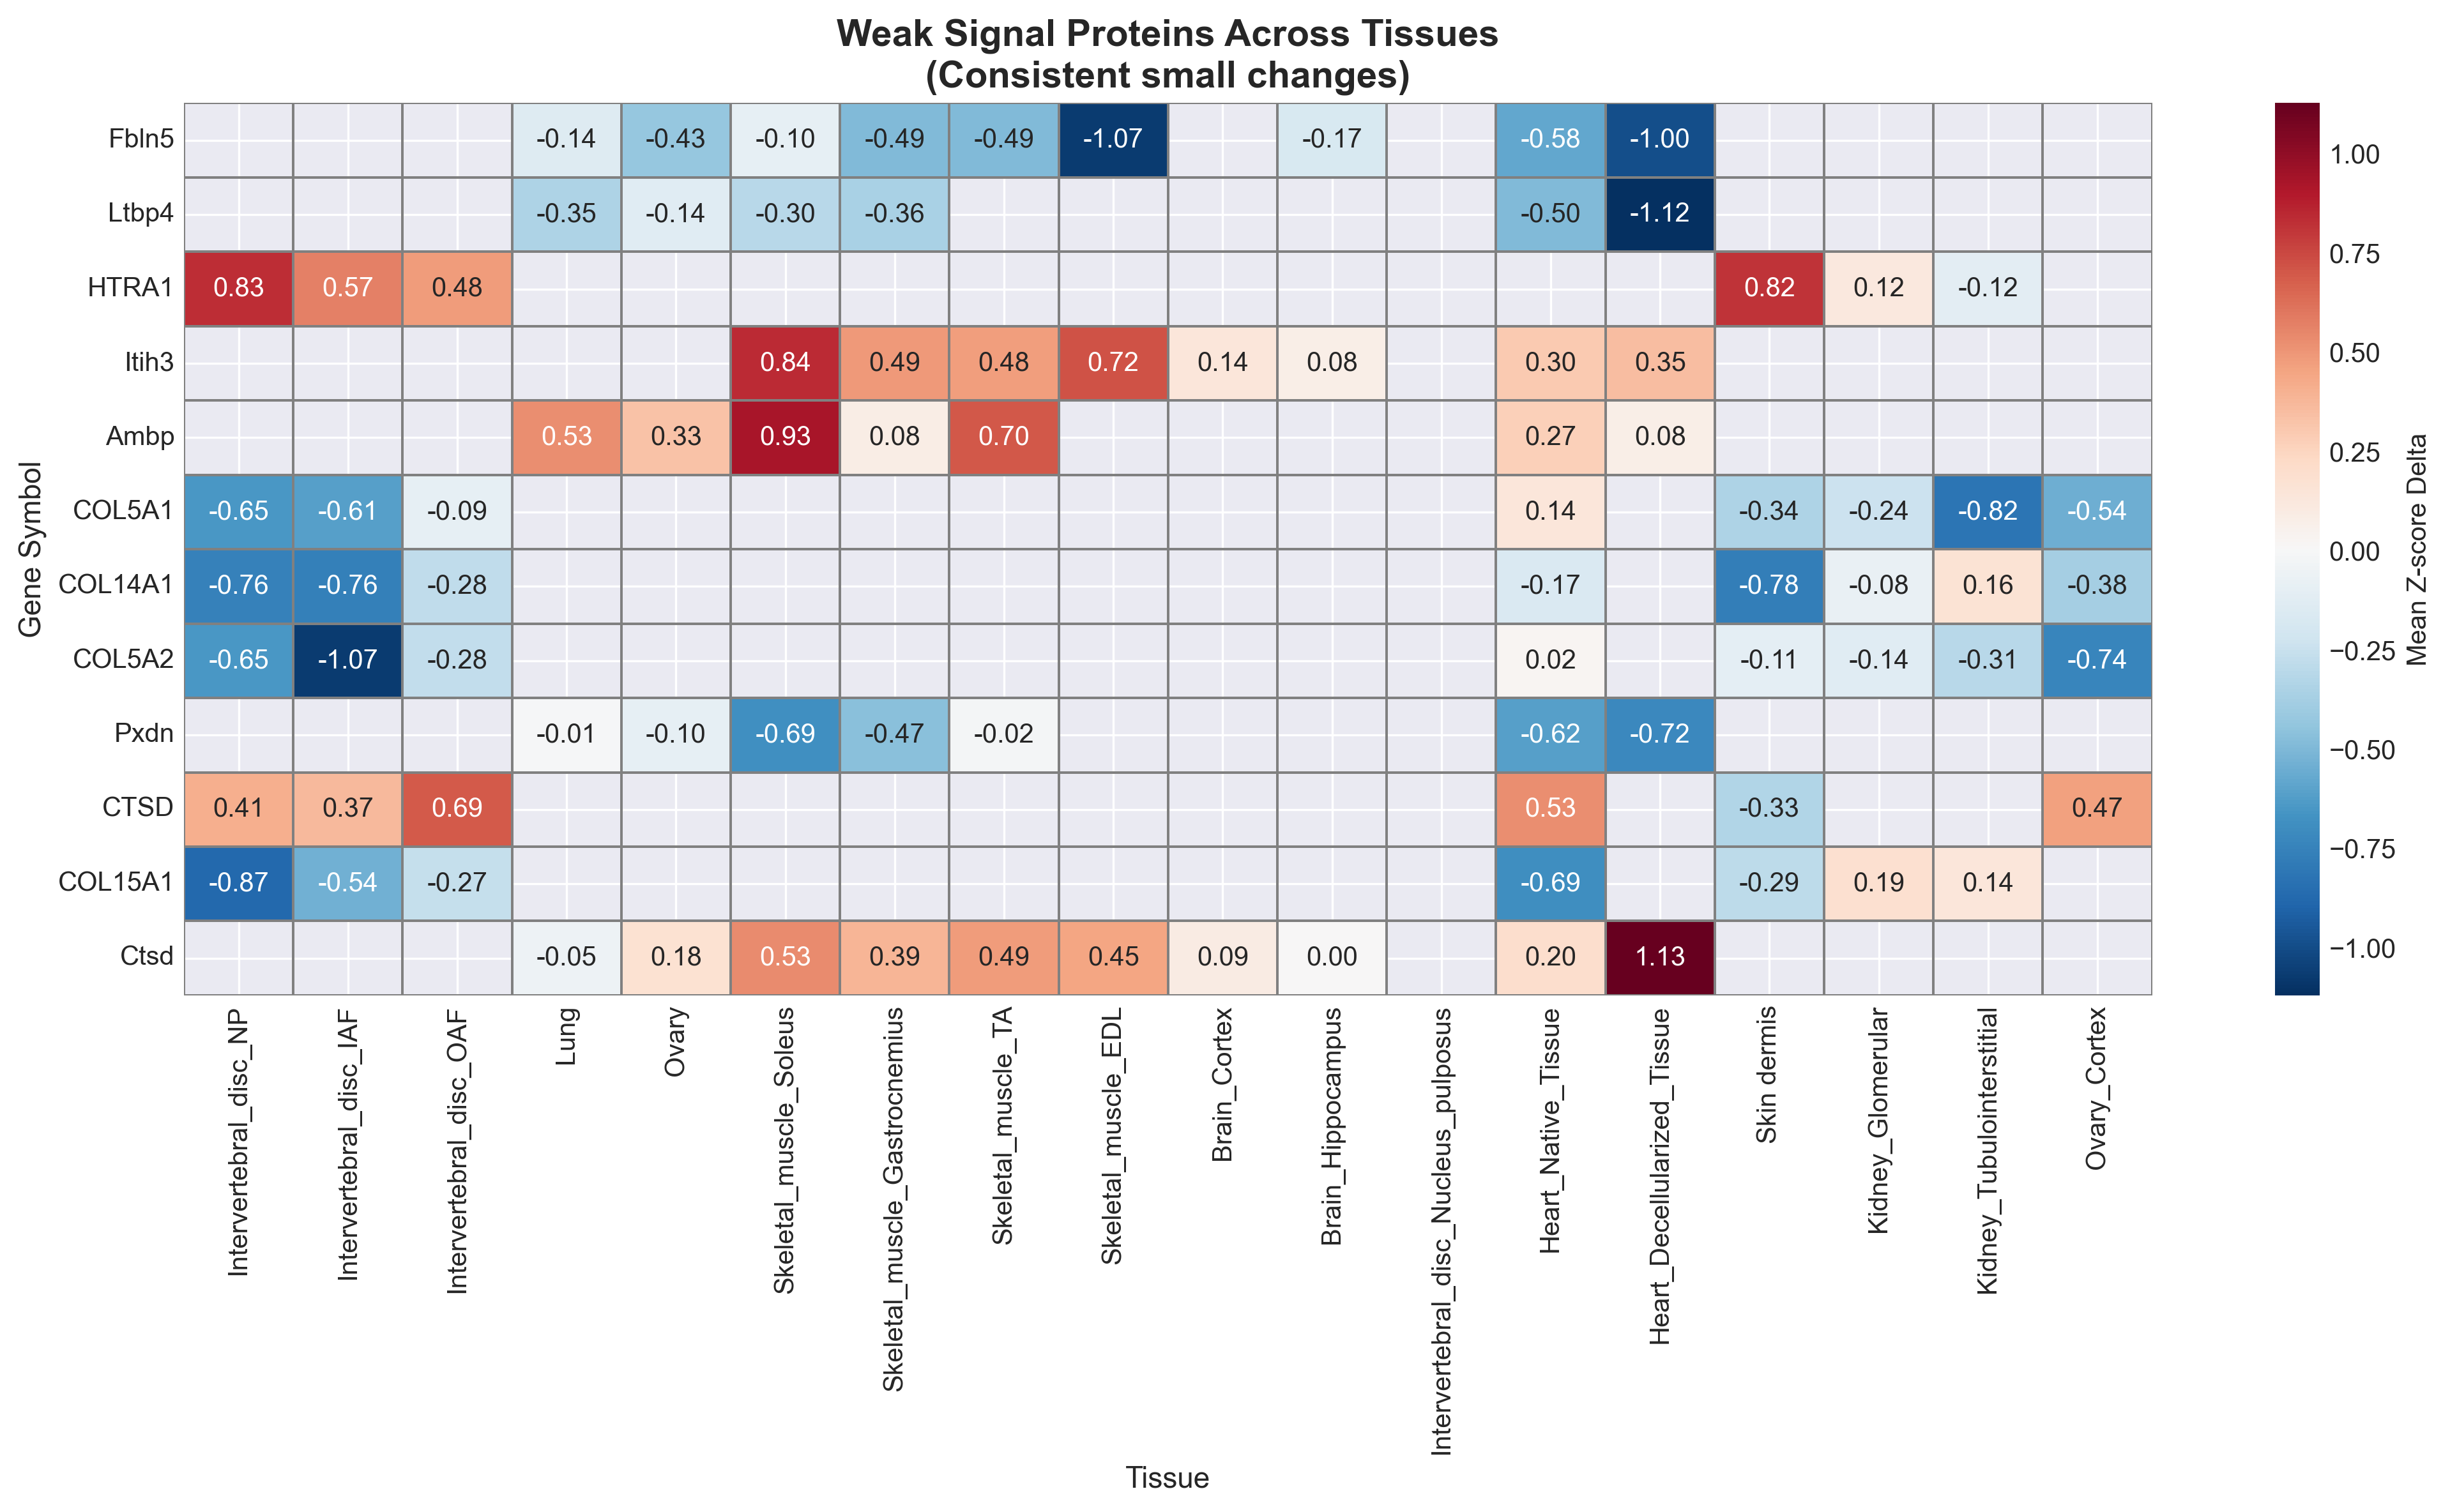 Weak Signal Proteins Across Tissues
(Consistent small changes)
Gene Symbol
Fbln5 -0.14 -0.43 -0.10 -0.49 -0.49 -1.07 -0.17 -0.58 -1.00
Ltbp4 -0.35 -0.14 -0.30 -0.36 -0.50 -1.12
HTRA1 0.83 0.57 0.48 0.82 0.12 -0.12
Itih3 0.84 0.49 0.48 0.72 0.14 0.08 0.30 0.35
Ambp 0.53 0.33 0.93 0.08 0.70 0.27 0.08
COL5A1 -0.65 -0.61 -0.09 0.14 -0.34 -0.24 -0.82 -0.54
COL14A1 -0.76 -0.76 -0.28 -0.17 -0.78 -0.08 0.16 -0.38
COL5A2 -0.65 -1.07 -0.28 0.02 -0.11 -0.14 -0.31 -0.74
Pxdn -0.01 -0.10 -0.69 -0.47 -0.02 -0.62 -0.72
CTSD 0.41 0.37 0.69 0.53 -0.33 0.47
COL15A1 -0.87 -0.54 -0.27 -0.69 -0.29 0.19 0.14
Ctsd -0.05 0.18 0.53 0.39 0.49 0.45 0.09 0.00 0.20 1.13
Intervertebral_disc_NP
Intervertebral_disc_IAF
Intervertebral_disc_OAF
Lung
Ovary
Skeletal_muscle_Soleus
Skeletal_muscle_Gastrocnemius
Skeletal_muscle_TA
Skeletal_muscle_EDL
Brain_Cortex
Brain_Hippocampus
Intervertebral_disc_Nucleus_pulposus
Heart_Native_Tissue
Heart_Decellularized_Tissue
Skin dermis
Kidney_Glomerular
Kidney_Tubulointerstitial
Ovary_Cortex
Tissue
1.00
0.75
0.50
0.25
0.00
−0.25
−0.50
−0.75
−1.00
Mean Z-score Delta